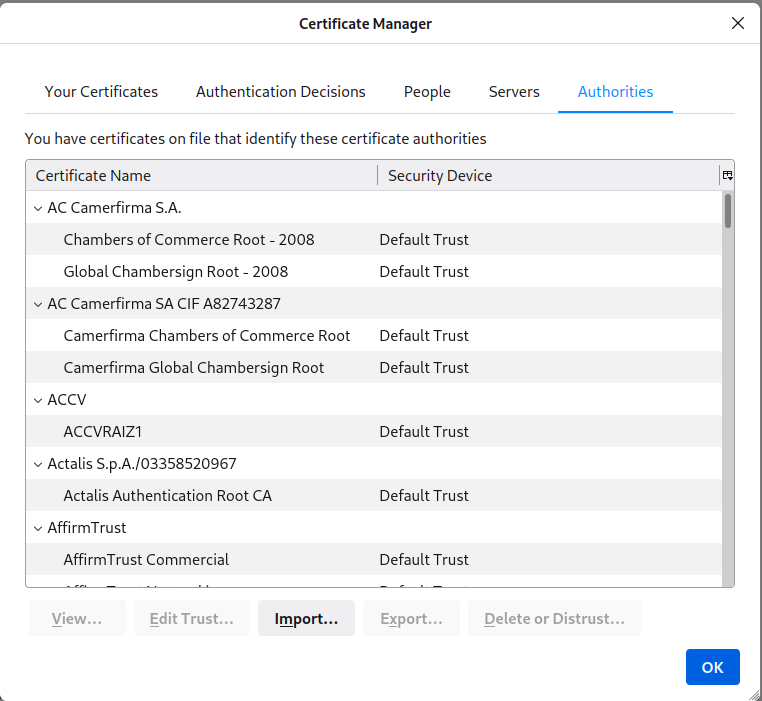 Certificate Manager
Your Certificates Authentication Decisions People Servers Authorities
You have certificates on file that identify these certificate authorities
Certificate Name Security Device
AC Camerfirma S.A.
Chambers of Commerce Root - 2008 Default Trust
Global Chambersign Root - 2008 Default Trust
AC Camerfirma SA CIF A82743287
Camerfirma Chambers of Commerce Root Default Trust
Camerfirma Global Chambersign Root Default Trust
ACCV
ACCVRAIZ1 Default Trust
Actalis S.p.A./03358520967
Actalis Authentication Root CA Default Trust
AffirmTrust
AffirmTrust Commercial Default Trust
View... Edit Trust... Import... Export... Delete or Distrust...
OK